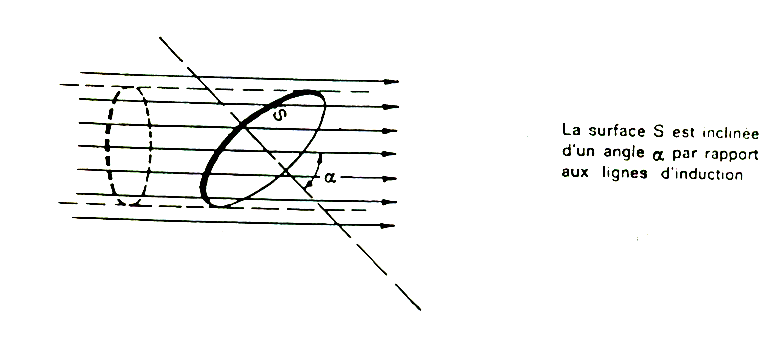 S
α
La surface S est inclinée
d'un angle α par rapport
aux lignes d'induction